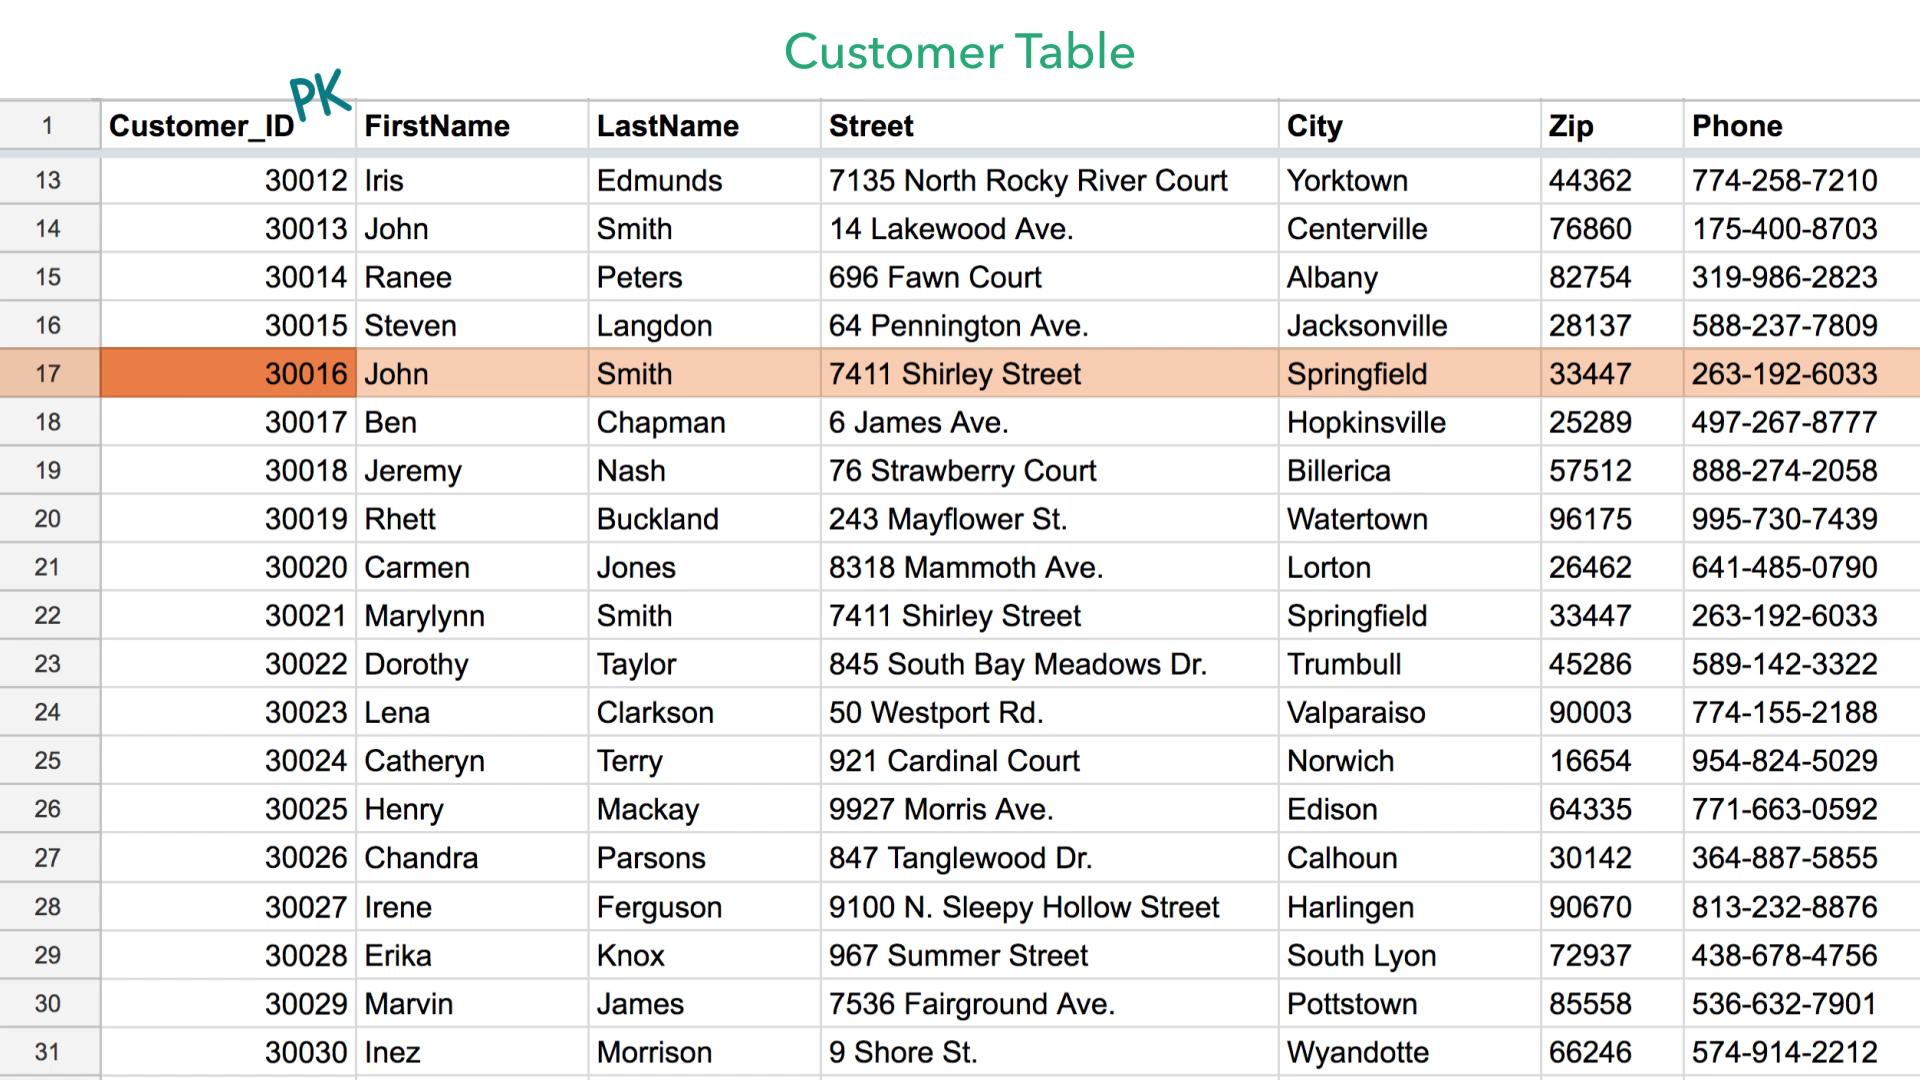 Customer Table
PK
1 Customer_ID FirstName LastName Street City Zip Phone
13 30012 Iris Edmunds 7135 North Rocky River Court Yorktown 44362 774-258-7210
14 30013 John Smith 14 Lakewood Ave. Centerville 76860 175-400-8703
15 30014 Ranee Peters 696 Fawn Court Albany 82754 319-986-2823
16 30015 Steven Langdon 64 Pennington Ave. Jacksonville 28137 588-237-7809
17 30016 John Smith 7411 Shirley Street Springfield 33447 263-192-6033
18 30017 Ben Chapman 6 James Ave. Hopkinsville 25289 497-267-8777
19 30018 Jeremy Nash 76 Strawberry Court Billerica 57512 888-274-2058
20 30019 Rhett Buckland 243 Mayflower St. Watertown 96175 995-730-7439
21 30020 Carmen Jones 8318 Mammoth Ave. Lorton 26462 641-485-0790
22 30021 Marylynn Smith 7411 Shirley Street Springfield 33447 263-192-6033
23 30022 Dorothy Taylor 845 South Bay Meadows Dr. Trumbull 45286 589-142-3322
24 30023 Lena Clarkson 50 Westport Rd. Valparaiso 90003 774-155-2188
25 30024 Catheryn Terry 921 Cardinal Court Norwich 16654 954-824-5029
26 30025 Henry Mackay 9927 Morris Ave. Edison 64335 771-663-0592
27 30026 Chandra Parsons 847 Tanglewood Dr. Calhoun 30142 364-887-5855
28 30027 Irene Ferguson 9100 N. Sleepy Hollow Street Harlingen 90670 813-232-8876
29 30028 Erika Knox 967 Summer Street South Lyon 72937 438-678-4756
30 30029 Marvin James 7536 Fairground Ave. Pottstown 85558 536-632-7901
31 30030 Inez Morrison 9 Shore St. Wyandotte 66246 574-914-2212